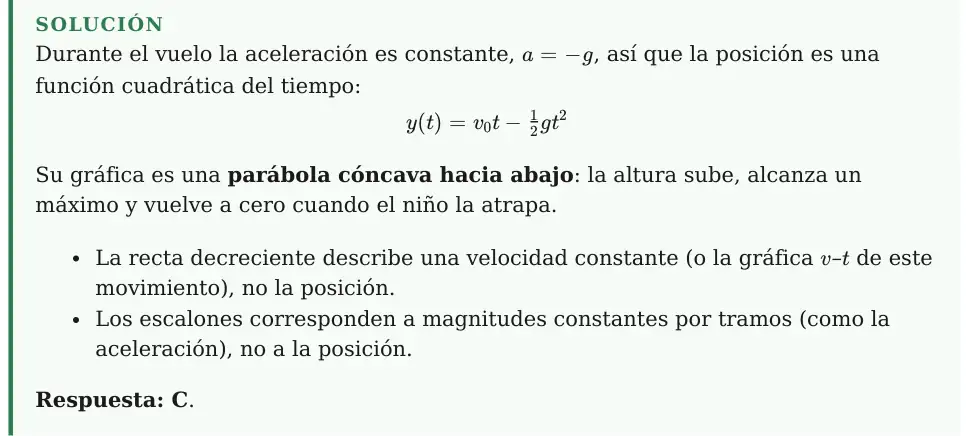 SOLUCIÓN
Durante el vuelo la aceleración es constante, a = −g, así que la posición es una
función cuadrática del tiempo:
y(t) = v₀t − ½gt²
Su gráfica es una parábola cóncava hacia abajo: la altura sube, alcanza un
máximo y vuelve a cero cuando el niño la atrapa.
• La recta decreciente describe una velocidad constante (o la gráfica v–t de este
movimiento), no la posición.
• Los escalones corresponden a magnitudes constantes por tramos (como la
aceleración), no a la posición.
Respuesta: C.